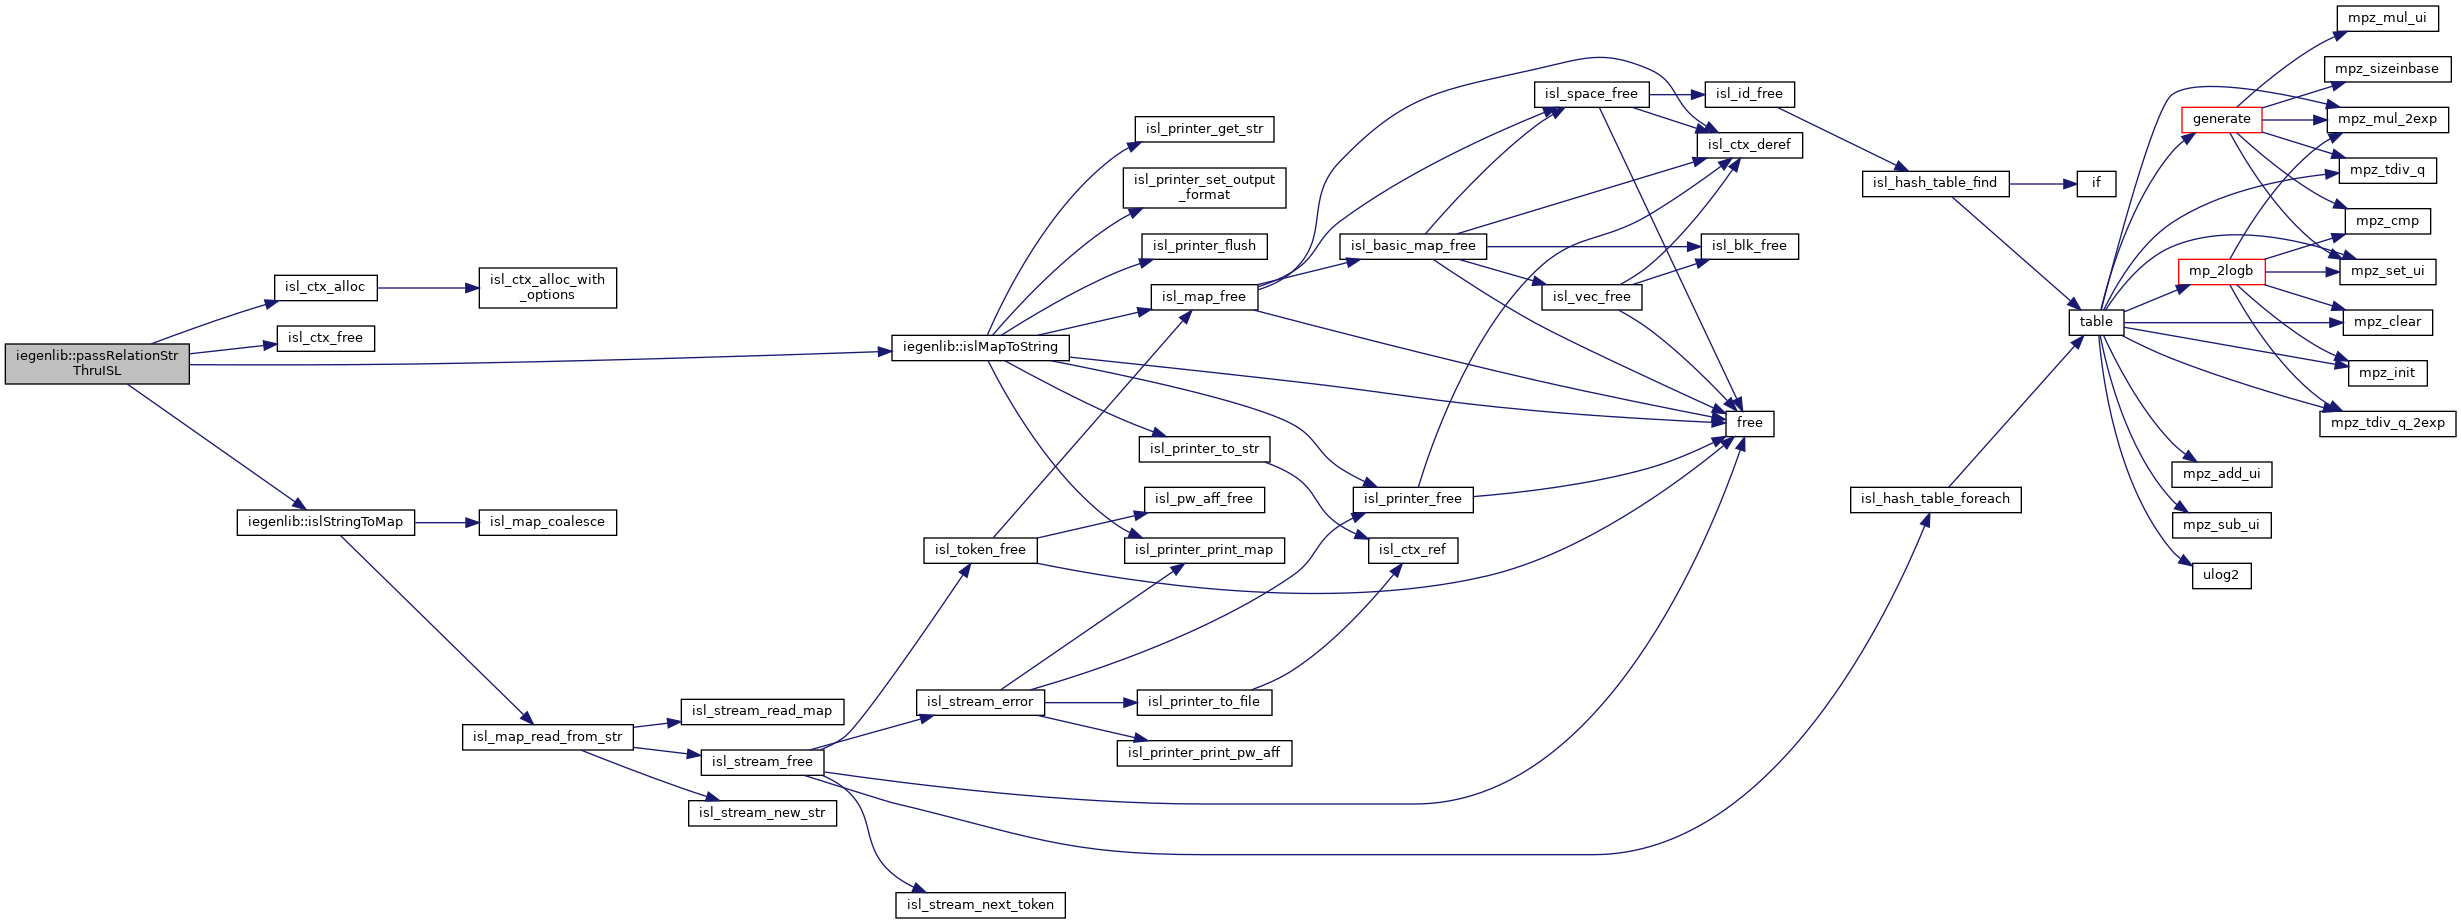 iegenlib::passRelationStr
ThruISL
isl_ctx_alloc
isl_ctx_free
iegenlib::islStringToMap
isl_ctx_alloc_with
_options
isl_map_coalesce
isl_map_read_from_str
isl_stream_read_map
isl_stream_free
isl_stream_new_str
iegenlib::islMapToString
isl_token_free
isl_stream_error
isl_stream_next_token
isl_printer_get_str
isl_printer_set_output
_format
isl_printer_flush
isl_map_free
isl_printer_to_str
isl_pw_aff_free
isl_printer_print_map
isl_printer_to_file
isl_printer_print_pw_aff
isl_basic_map_free
isl_printer_free
isl_ctx_ref
isl_space_free
isl_vec_free
isl_id_free
isl_ctx_deref
isl_blk_free
free
isl_hash_table_find
isl_hash_table_foreach
if
table
generate
mp_2logb
mpz_add_ui
mpz_sub_ui
ulog2
mpz_mul_ui
mpz_sizeinbase
mpz_mul_2exp
mpz_tdiv_q
mpz_cmp
mpz_set_ui
mpz_clear
mpz_init
mpz_tdiv_q_2exp